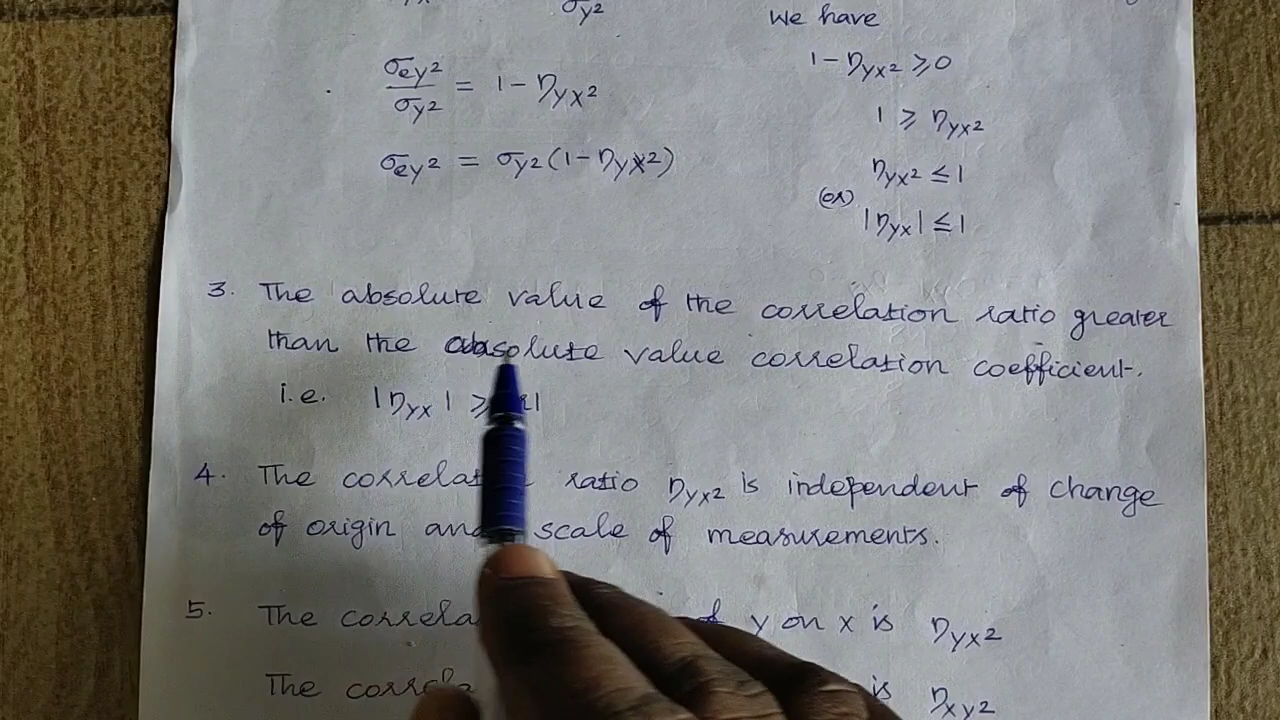 σy2
We have
σey2 / σy2 = 1 - ηyx2
1 - ηyx2 ≥ 0
1 ≥ ηyx2
σey2 = σy2 (1 - ηyx2)
ηyx2 ≤ 1
(or)
|ηyx| ≤ 1
3. The absolute value of the correlation ratio greater
than the absolute value correlation coefficient.
i.e. |ηyx| ≥
4. The ratio ηyx2 is independent of change
of origin and scale of measurements.
5. The of y on x is ηyx2
The is ηxy2